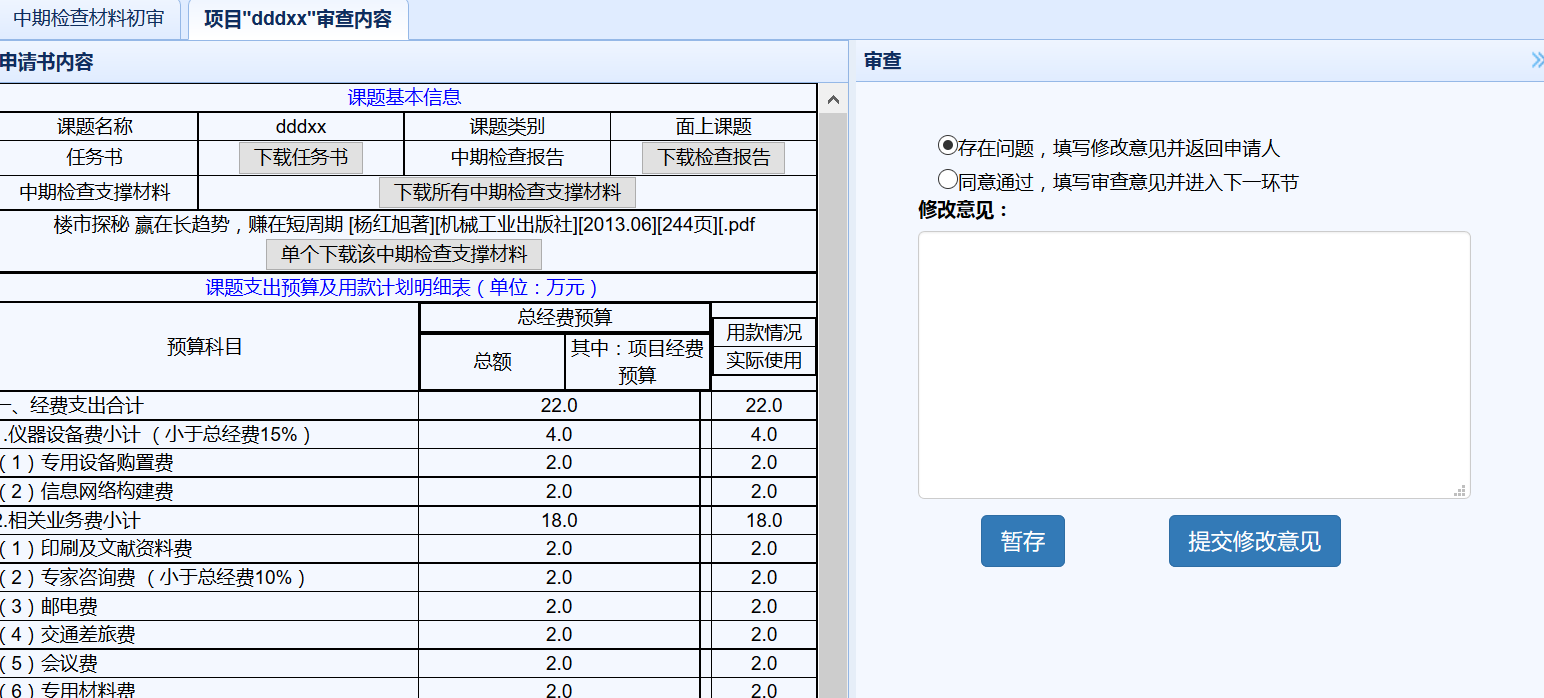 中期检查材料初审
项目"dddxx"审查内容
申请书内容
课题基本信息
课题名称 dddxx 课题类别 面上课题
任务书 下载任务书 中期检查报告 下载检查报告
中期检查支撑材料 下载所有中期检查支撑材料
楼市探秘 赢在长趋势，赚在短周期 [杨红旭著][机械工业出版社][2013.06][244页][.pdf
单个下载该中期检查支撑材料
课题支出预算及用款计划明细表（单位：万元）
预算科目 总经费预算 用款情况
总额 其中：项目经费预算 实际使用
一、经费支出合计 22.0 22.0
.仪器设备费小计（小于总经费15%） 4.0 4.0
（1）专用设备购置费 2.0 2.0
（2）信息网络构建费 2.0 2.0
2.相关业务费小计 18.0 18.0
（1）印刷及文献资料费 2.0 2.0
（2）专家咨询费（小于总经费10%） 2.0 2.0
（3）邮电费 2.0 2.0
（4）交通差旅费 2.0 2.0
（5）会议费 2.0 2.0
（6）专用材料费 2.0 2.0
审查
存在问题，填写修改意见并返回申请人
同意通过，填写审查意见并进入下一环节
修改意见：
暂存
提交修改意见